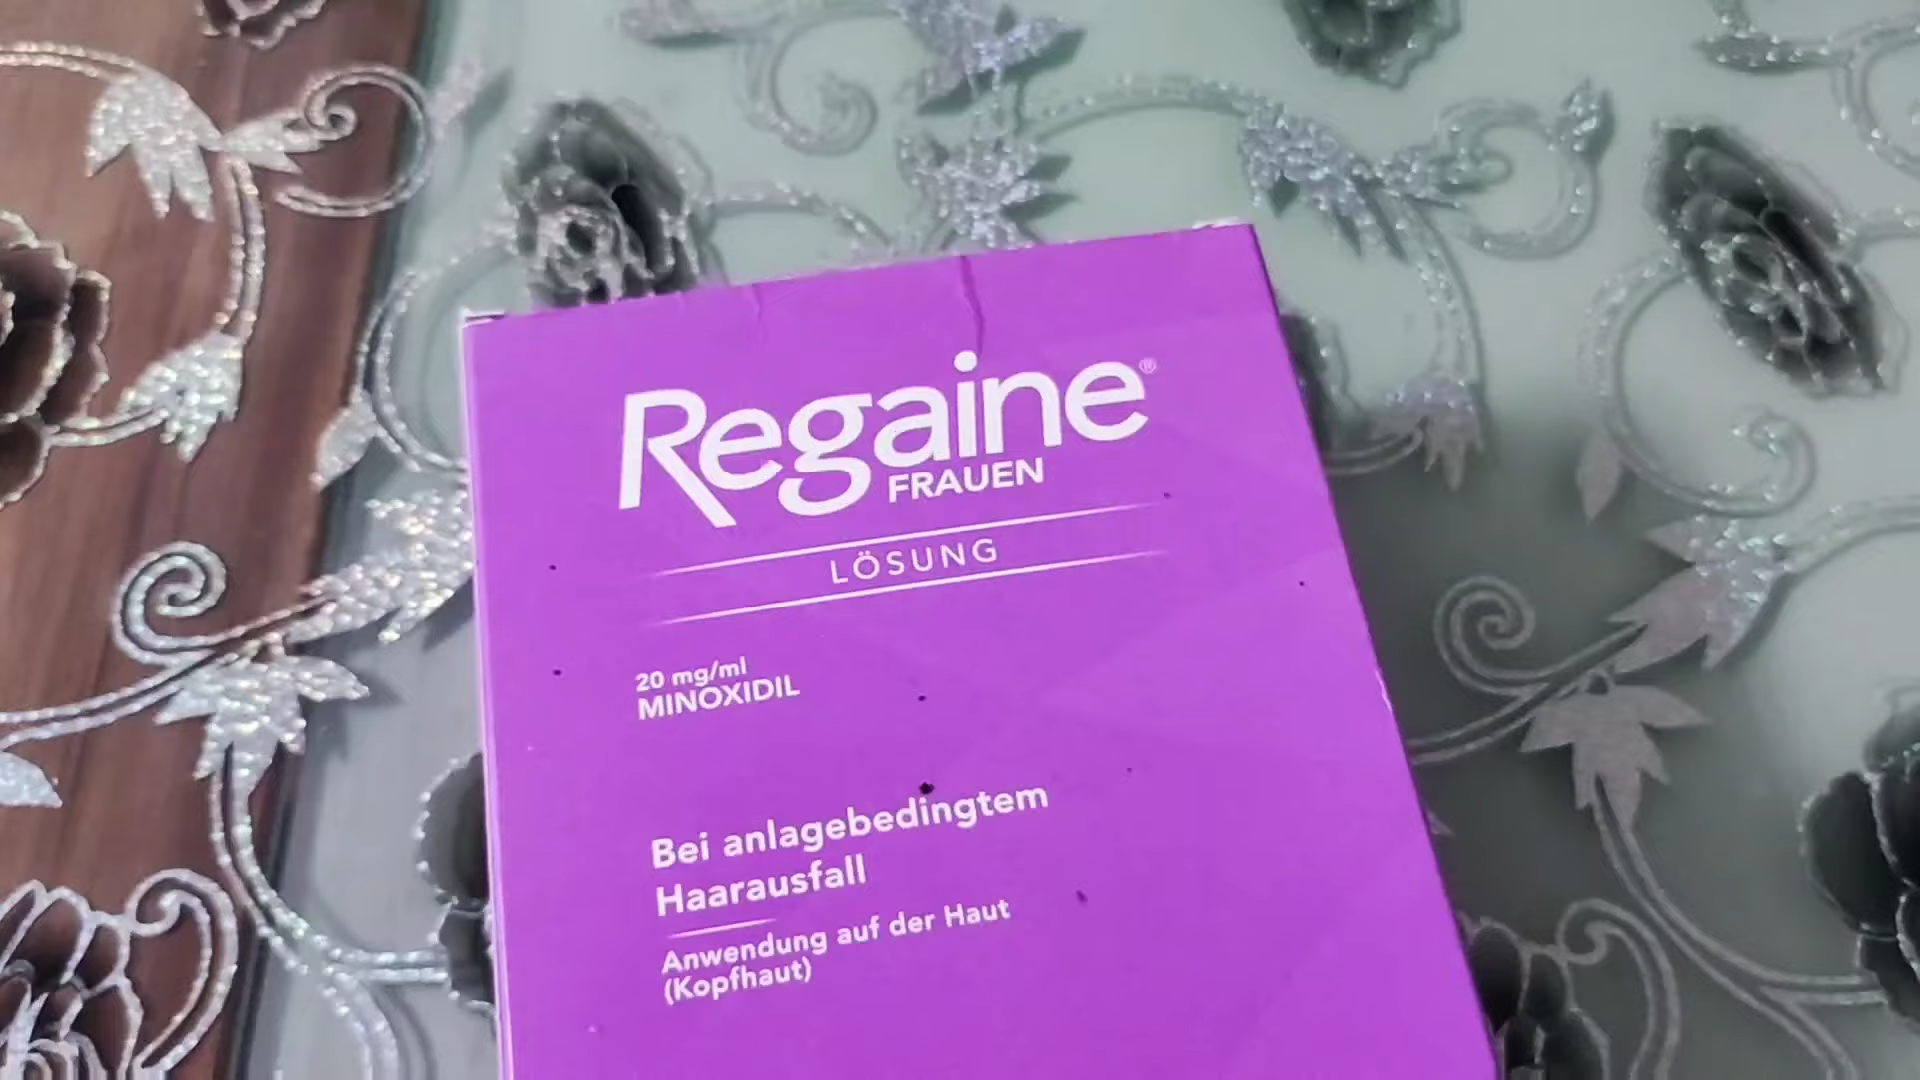 Regaine®
FRAUEN
LÖSUNG
20 mg/ml
MINOXIDIL
Bei anlagebedingtem
Haarausfall
Anwendung auf der Haut
(Kopfhaut)